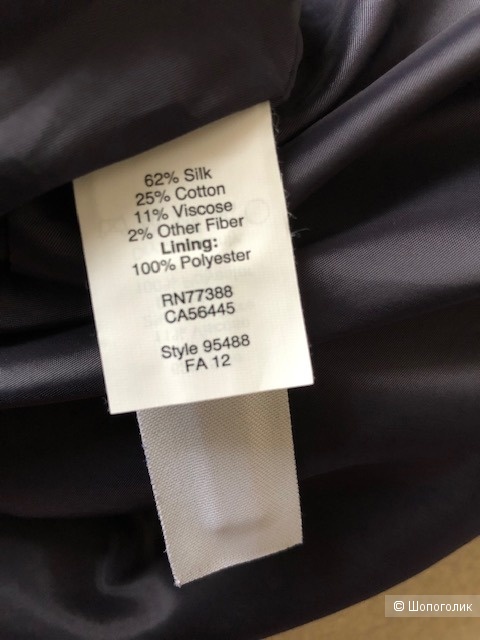 62% Silk
25% Cotton
11% Viscose
2% Other Fiber
Lining:
100% Polyester
RN77388
CA56445
Style 95488
FA 12
© Шопоголик